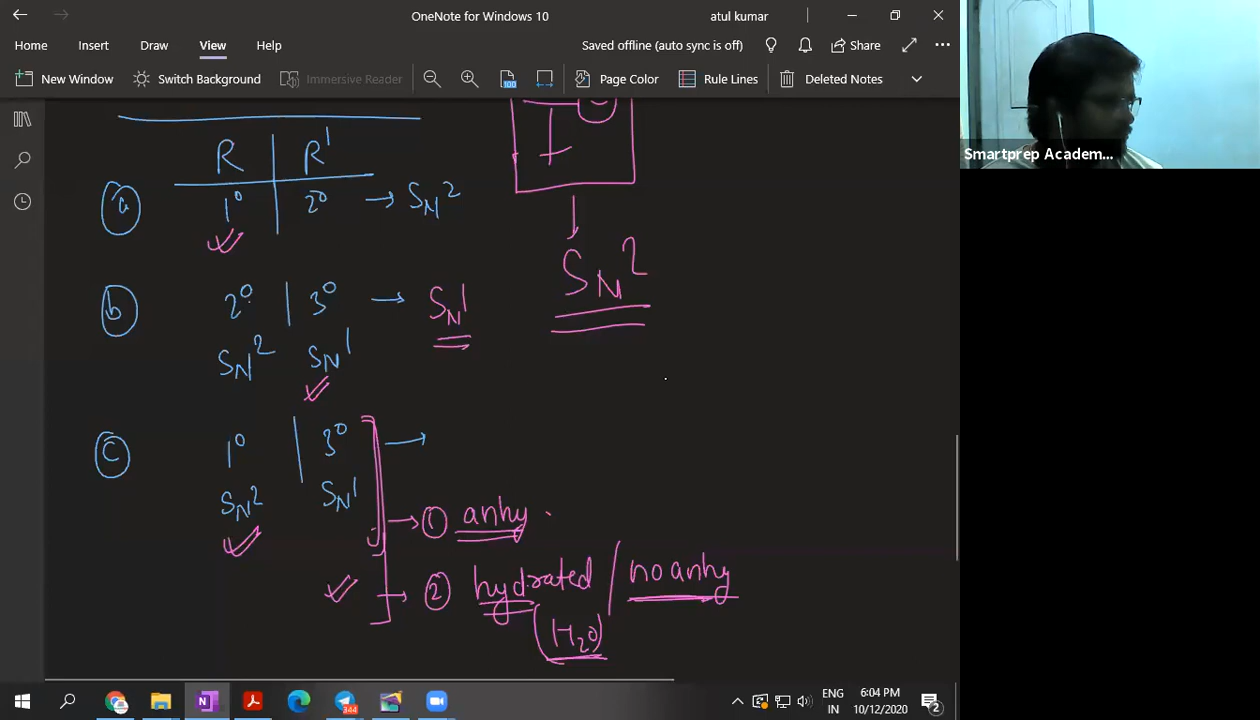 OneNote for Windows 10
atul kumar
Home Insert Draw View Help
Saved offline (auto sync is off)
Share
New Window Switch Background Immersive Reader
100
Page Color Rule Lines Deleted Notes
Smartprep Academ...
R | R'
(a) 1° | 2° → SN2
SN2
(b) 2° | 3° → SN1
SN2 SN1
(c) 1° | 3° →
SN2 SN1
→ ① anhy.
→ ② hydrated / no anhy
(H2O)
344
ENG
IN
6:04 PM
10/12/2020
2